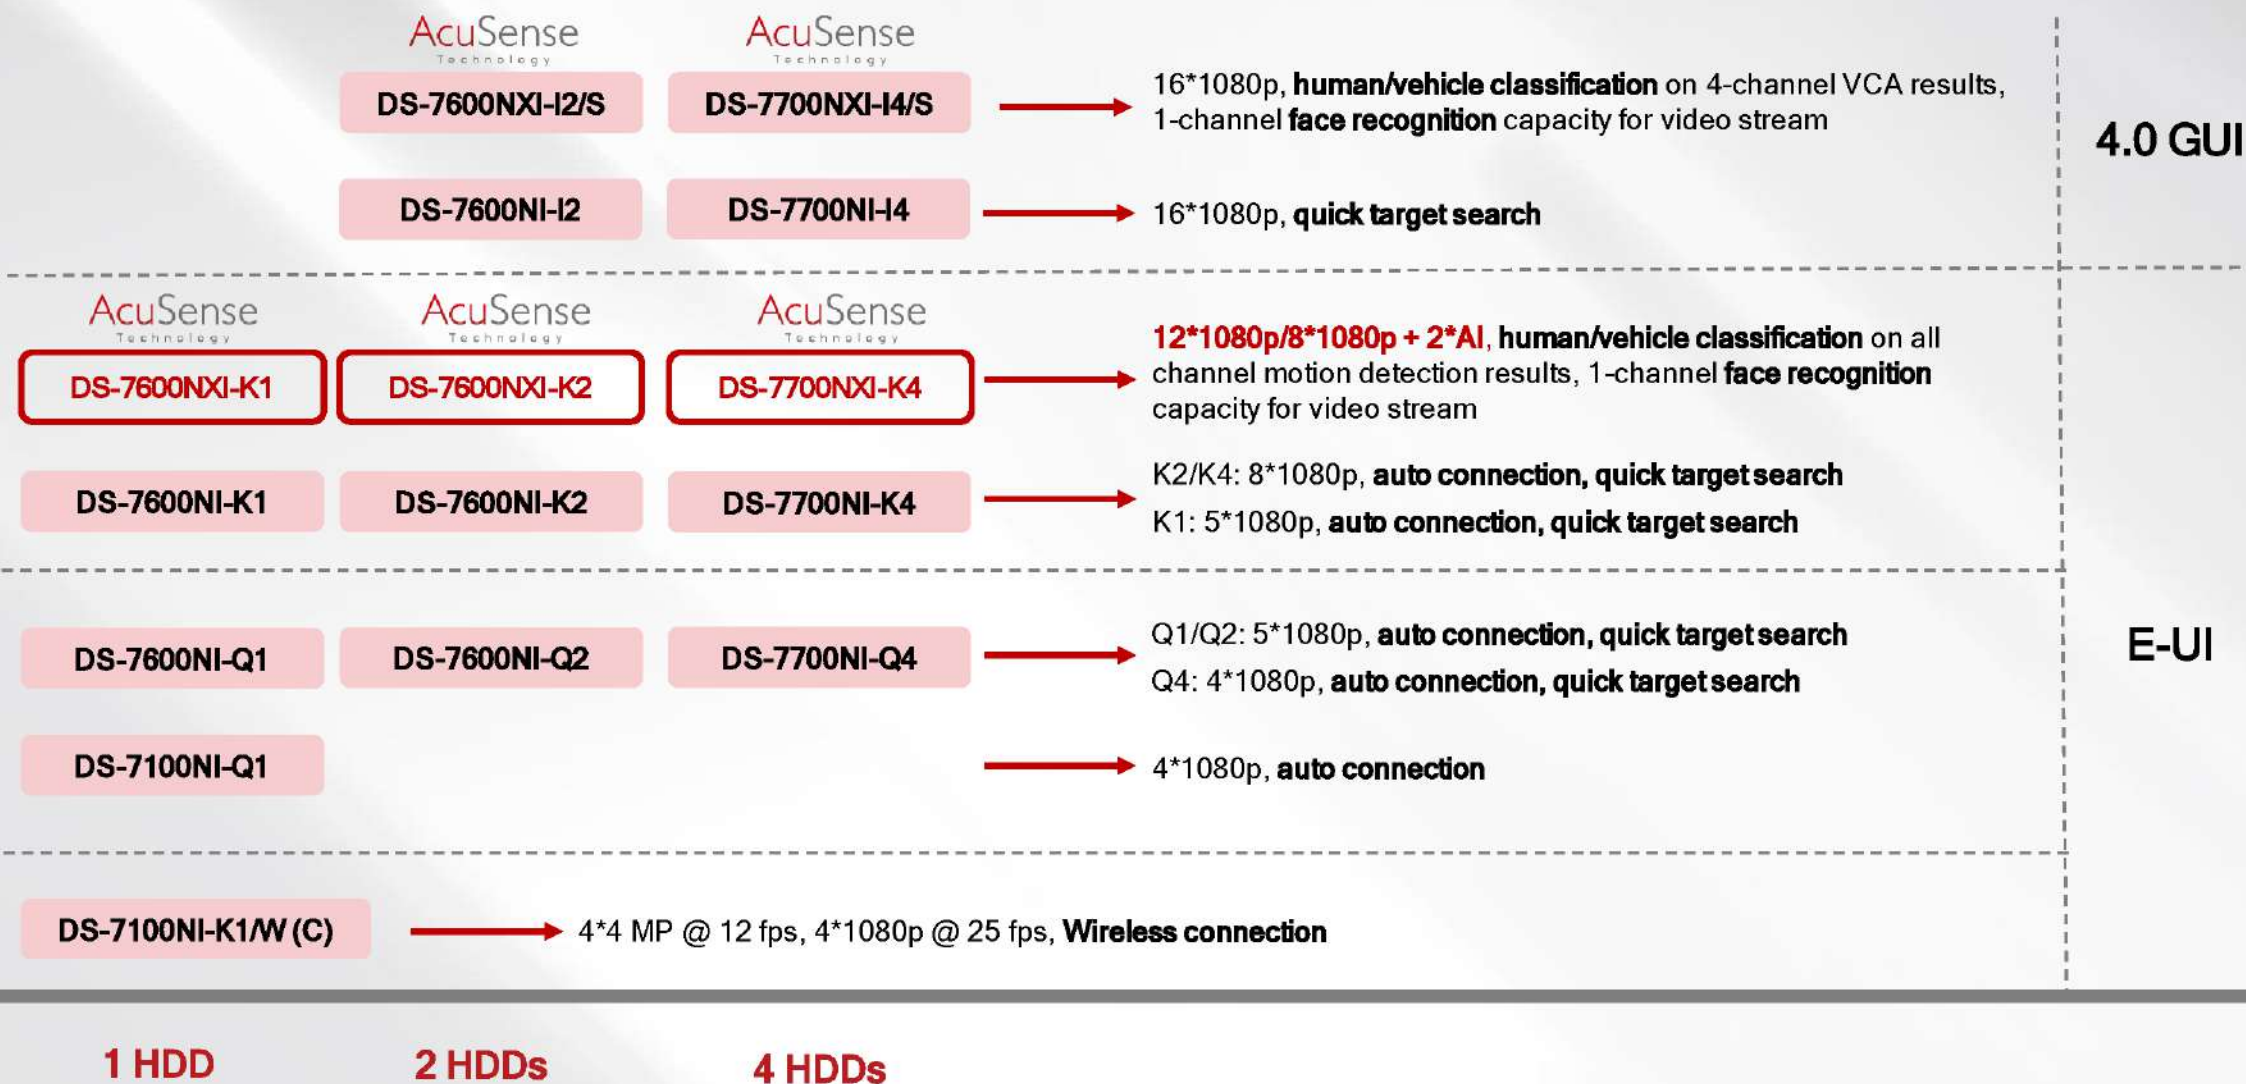 AcuSense
Technology
AcuSense
Technology
DS-7600NXI-I2/S
DS-7700NXI-I4/S
16*1080p, human/vehicle classification on 4-channel VCA results,
1-channel face recognition capacity for video stream
4.0 GUI
DS-7600NI-I2
DS-7700NI-I4
16*1080p, quick target search
AcuSense
Technology
AcuSense
Technology
AcuSense
Technology
DS-7600NXI-K1
DS-7600NXI-K2
DS-7700NXI-K4
12*1080p/8*1080p + 2*AI, human/vehicle classification on all
channel motion detection results, 1-channel face recognition
capacity for video stream
DS-7600NI-K1
DS-7600NI-K2
DS-7700NI-K4
K2/K4: 8*1080p, auto connection, quick target search
K1: 5*1080p, auto connection, quick target search
DS-7600NI-Q1
DS-7600NI-Q2
DS-7700NI-Q4
Q1/Q2: 5*1080p, auto connection, quick target search
Q4: 4*1080p, auto connection, quick target search
E-UI
DS-7100NI-Q1
4*1080p, auto connection
DS-7100NI-K1/W (C)
4*4 MP @ 12 fps, 4*1080p @ 25 fps, Wireless connection
1 HDD
2 HDDs
4 HDDs